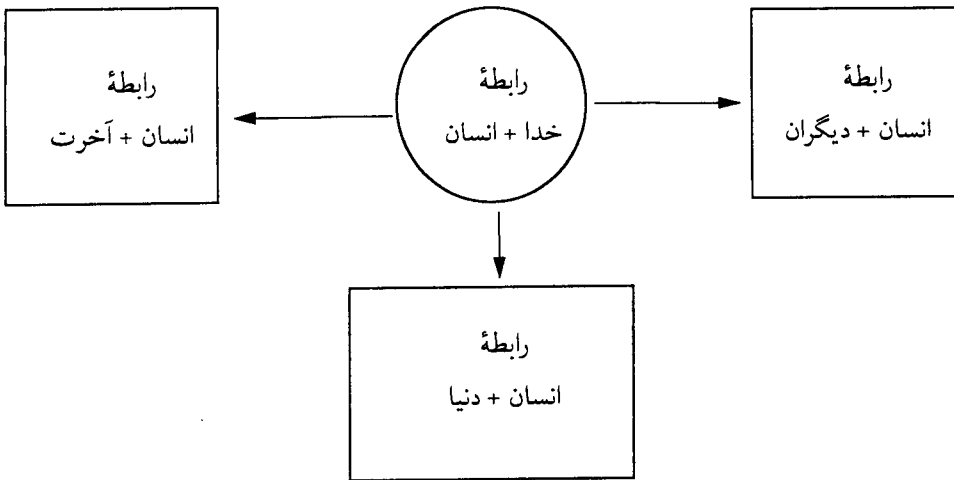 رابطهٔ
انسان + دیگران
رابطهٔ
خدا + انسان
رابطهٔ
انسان + آخرت
رابطهٔ
انسان + دنیا